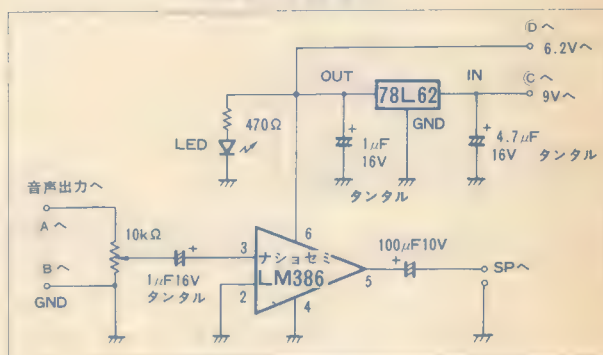 Ⓓへ
6.2Vへ
OUT
IN
Ⓒへ
9Vへ
78L62
GND
470Ω
LED
+
1μF
16V
タンタル
+
4.7μF
16V
タンタル
音声出力へ
Aへ
10kΩ
Bへ
GND
+
1μF16V
タンタル
3
2
6
ナショセミ
LM386
4
5
100μF10V
+
SPへ